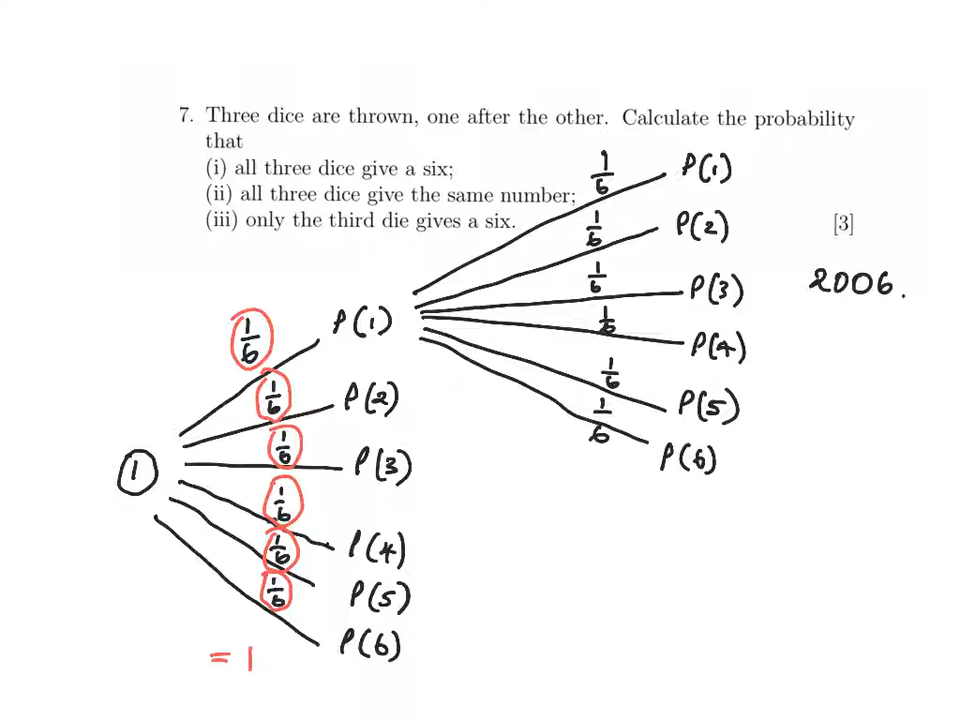 7. Three dice are thrown, one after the other. Calculate the probability
that
(i) all three dice give a six;
(ii) all three dice give the same number;
(iii) only the third die gives a six.
[3]
2006.
1/6 P(1)
1/6 P(2)
1/6 P(3)
1/6 P(4)
1/6 P(5)
1/6 P(6)
1
1/6 P(1)
1/6 P(2)
1/6 P(3)
1/6 P(4)
1/6 P(5)
1/6 P(6)
= 1